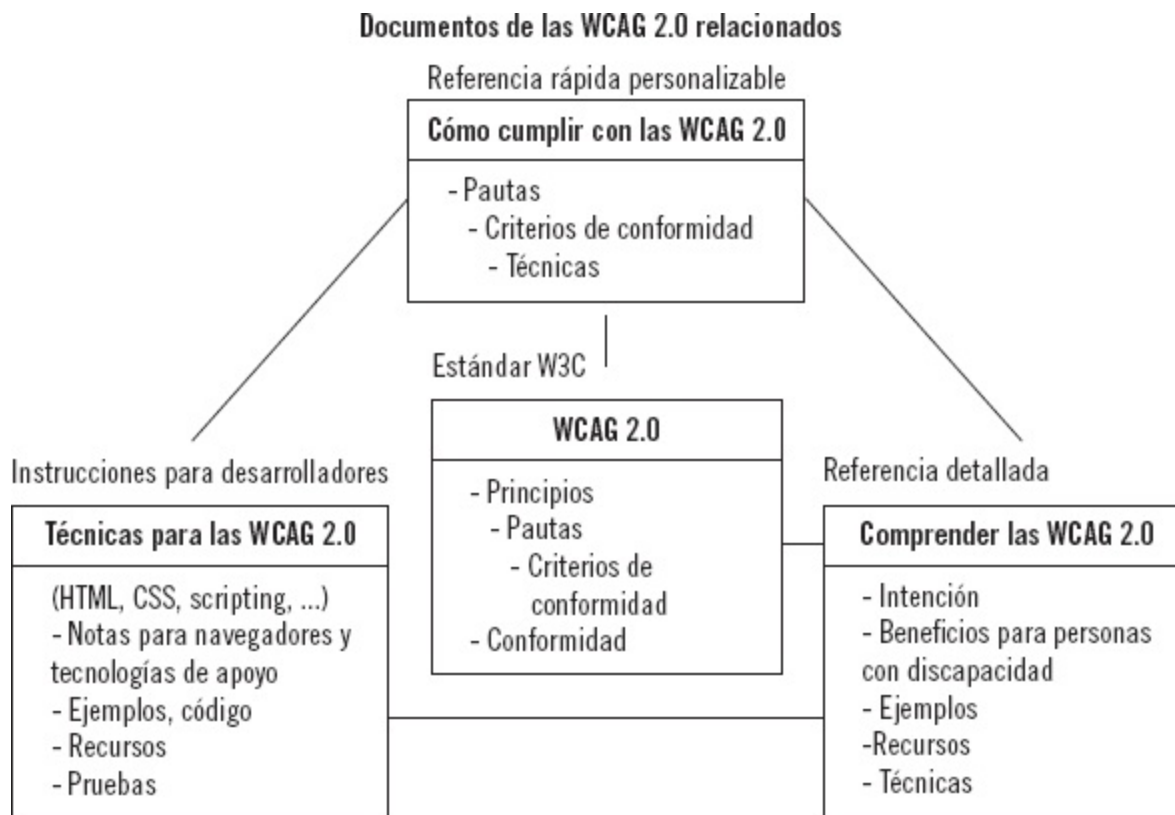 Documentos de las WCAG 2.0 relacionados
Referencia rápida personalizable
Cómo cumplir con las WCAG 2.0
- Pautas
- Criterios de conformidad
- Técnicas
Estándar W3C
WCAG 2.0
- Principios
- Pautas
- Criterios de
conformidad
- Conformidad
Instrucciones para desarrolladores
Técnicas para las WCAG 2.0
(HTML, CSS, scripting, ...)
- Notas para navegadores y
tecnologías de apoyo
- Ejemplos, código
- Recursos
- Pruebas
Referencia detallada
Comprender las WCAG 2.0
- Intención
- Beneficios para personas
con discapacidad
- Ejemplos
-Recursos
- Técnicas